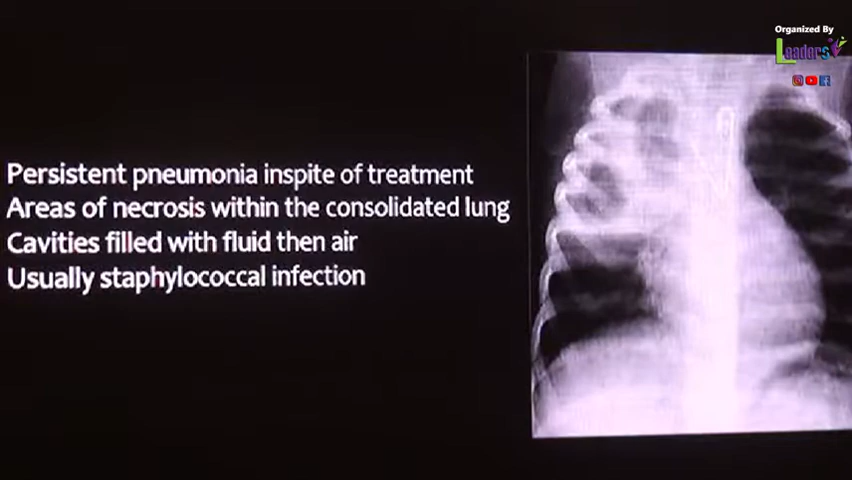 Organized By
Leaders
Persistent pneumonia inspite of treatment
Areas of necrosis within the consolidated lung
Cavities filled with fluid then air
Usually staphylococcal infection